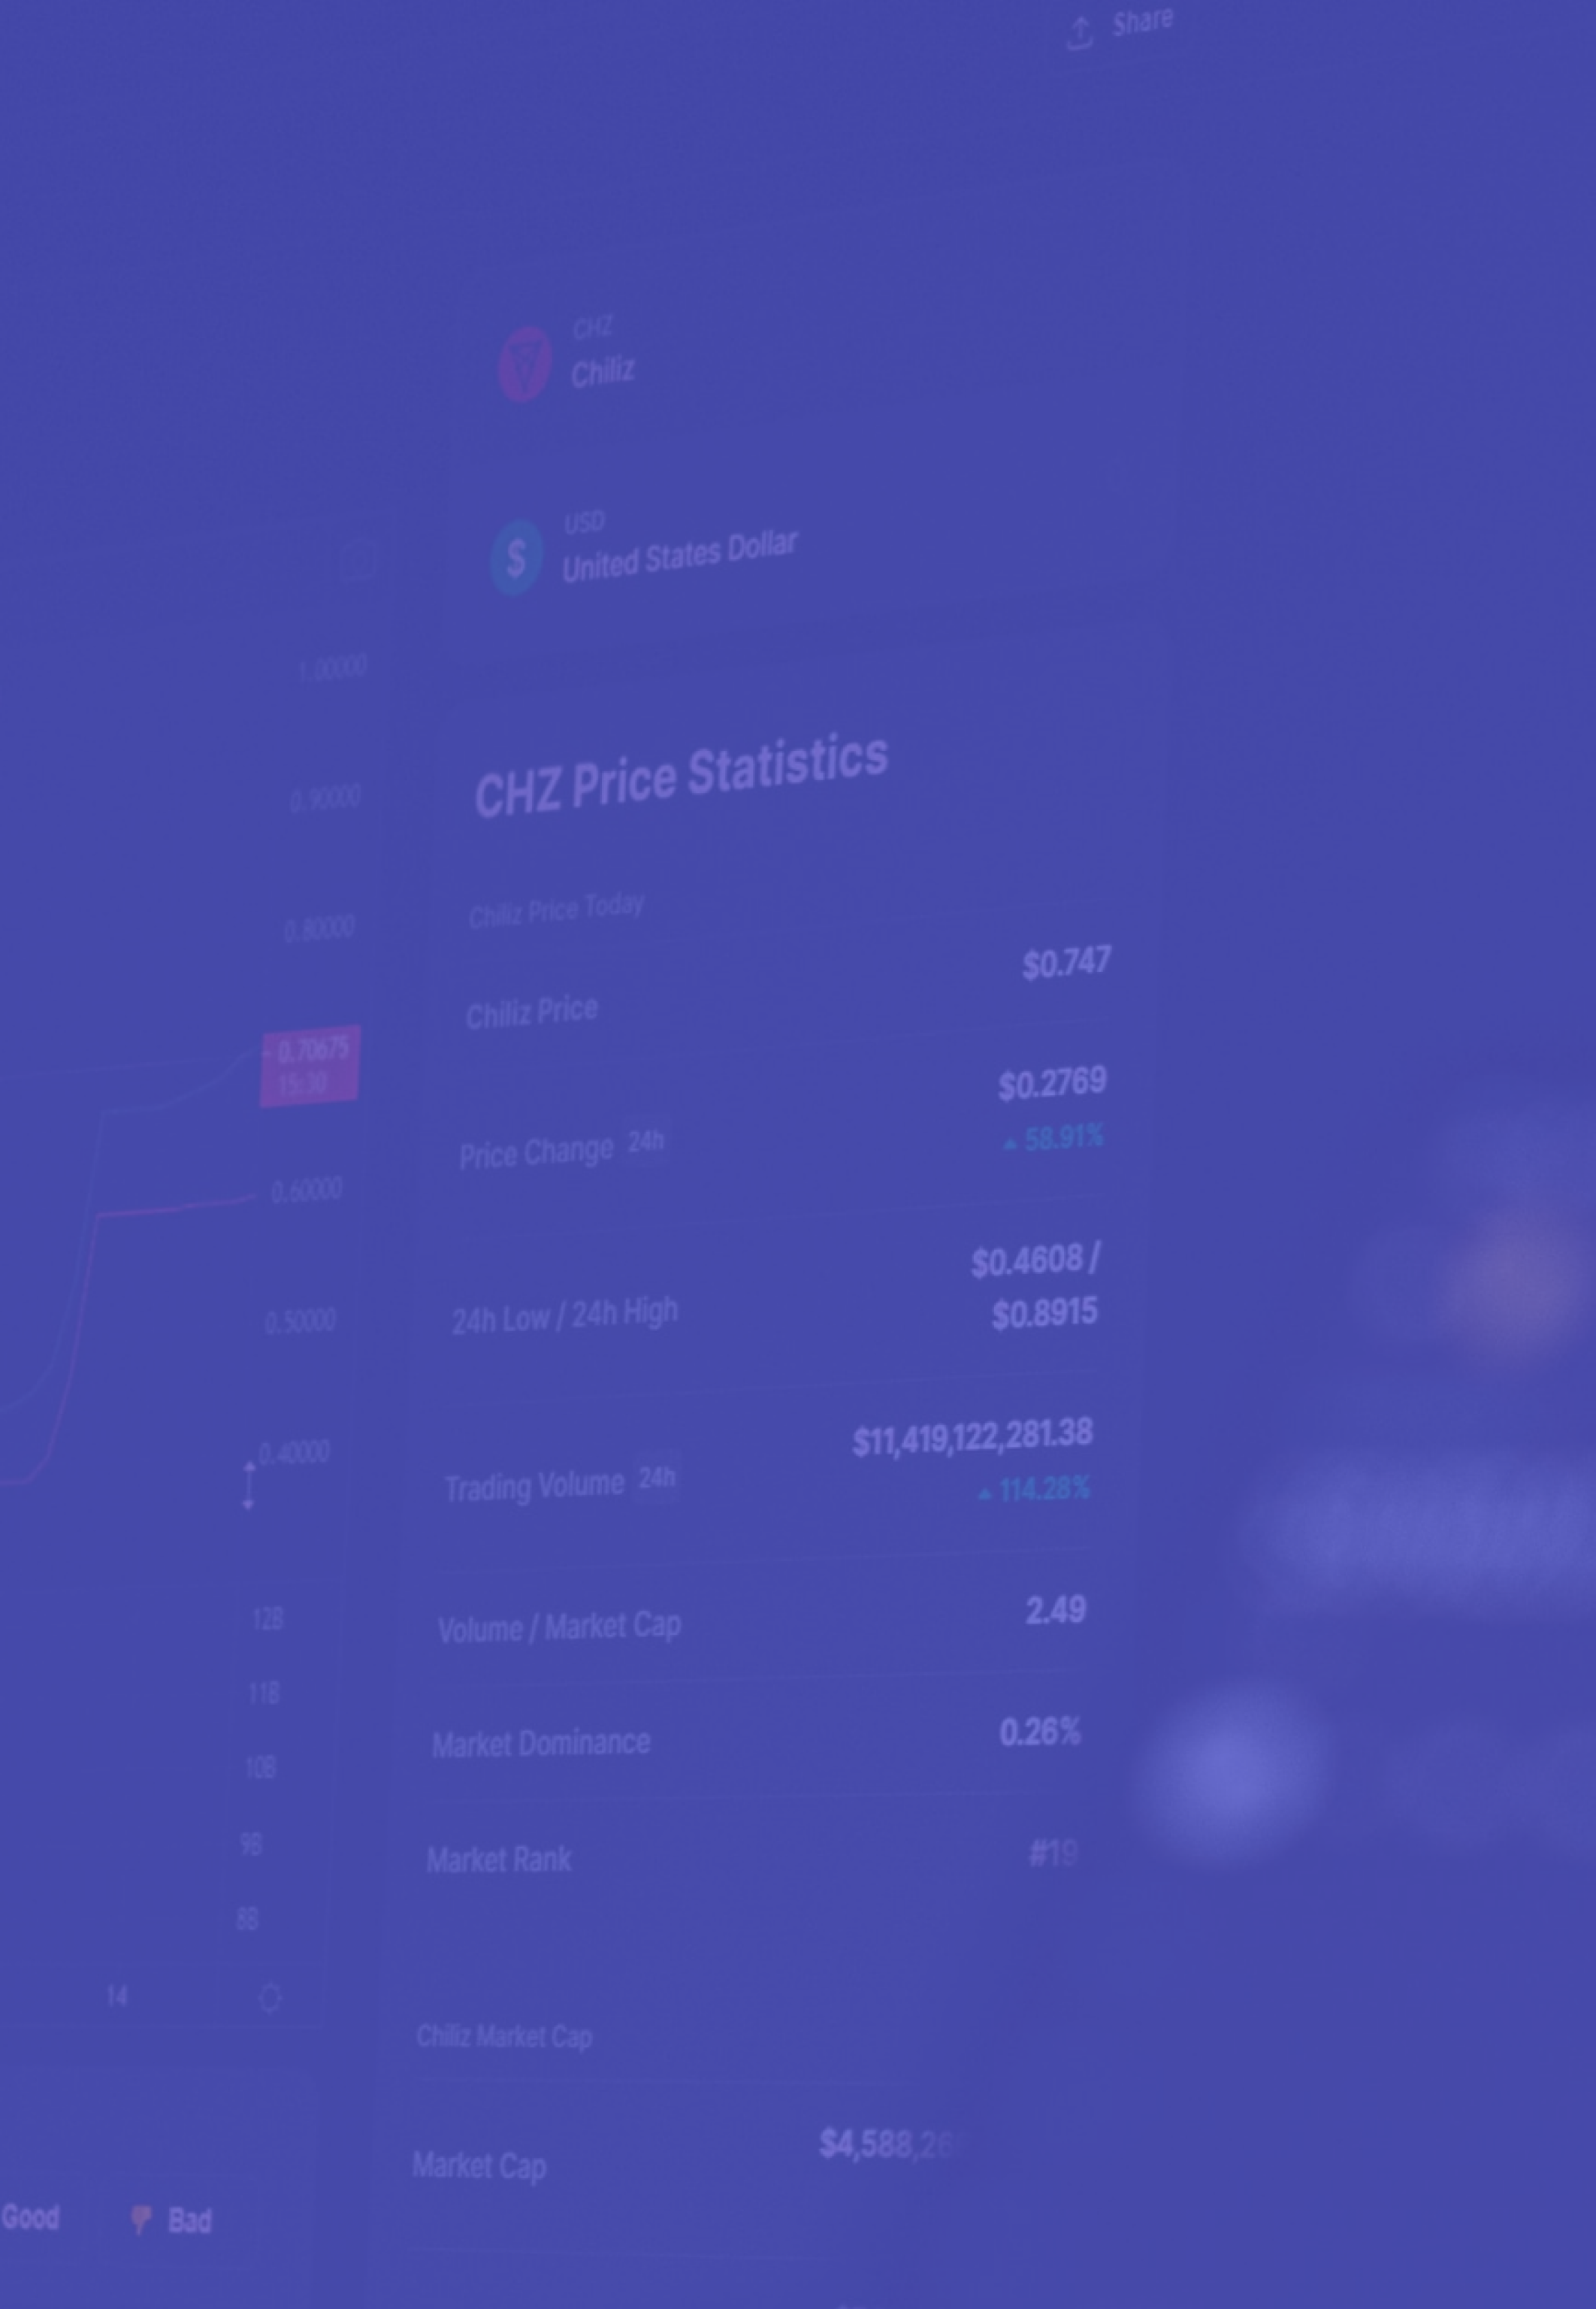 Share
CHZ
Chiliz
$
USD
United States Dollar
1.00000
0.90000
0.80000
0.70675
15:10
0.60000
0.50000
0.40000
12B
11B
10B
9B
8B
14
Good
Bad
CHZ Price Statistics
Chiliz Price Today
Chiliz Price $0.747
Price Change 24h $0.2769
58.91%
24h Low / 24h High $0.4608 /
$0.8915
Trading Volume 24h $11,419,122,281.38
114.28%
Volume / Market Cap 2.49
Market Dominance 0.26%
Market Rank #19
Chiliz Market Cap
Market Cap $4,588,26